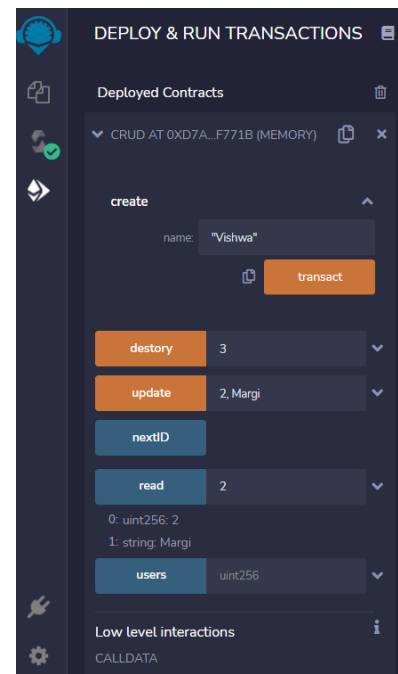 DEPLOY & RUN TRANSACTIONS
Deployed Contracts
CRUD AT 0XD7A...F771B (MEMORY)
create
name: "Vishwa"
transact
destory 3
update 2, Margi
nextID
read 2
0: uint256: 2
1: string: Margi
users uint256
Low level interactions i
CALLDATA